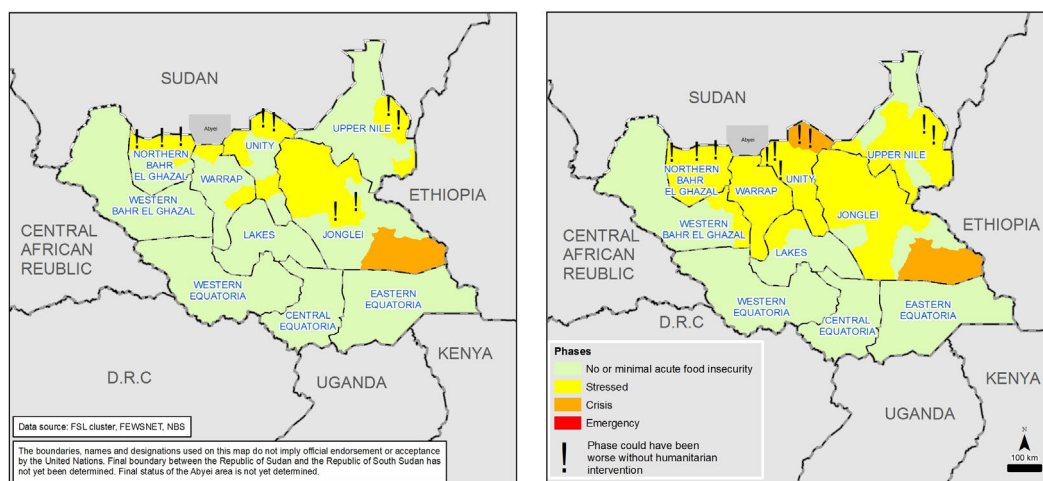 SUDAN
Abyei
UPPER NILE
UNITY
NORTHERN
BAHR
EL GHAZAL
WARRAP
ETHIOPIA
WESTERN
BAHR EL GHAZAL
CENTRAL
AFRICAN
REUBLIC
LAKES
JONGLEI
WESTERN
EQUATORIA
EASTERN
EQUATORIA
CENTRAL
EQUATORIA
KENYA
D.R.C
UGANDA
Data source: FSL cluster, FEWSNET, NBS
The boundaries, names and designations used on this map do not imply official endorsement or acceptance
by the United Nations. Final boundary between the Republic of Sudan and the Republic of South Sudan has
not yet been determined. Final status of the Abyei area is not yet determined.
SUDAN
Abyei
UPPER NILE
NORTHERN
BAHR
EL GHAZAL
UNITY
WARRAP
JONGLEI
ETHIOPIA
WESTERN
BAHR EL GHAZAL
CENTRAL
AFRICAN
REUBLIC
LAKES
WESTERN
EQUATORIA
EASTERN
EQUATORIA
CENTRAL
EQUATORIA
D.R.C
KENYA
UGANDA
Phases
No or minimal acute food insecurity
Stressed
Crisis
Emergency
! Phase could have been
worse without humanitarian
intervention
N
100 km